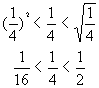 (1/4)² < 1/4 < √(1/4)
1/16 < 1/4 < 1/2